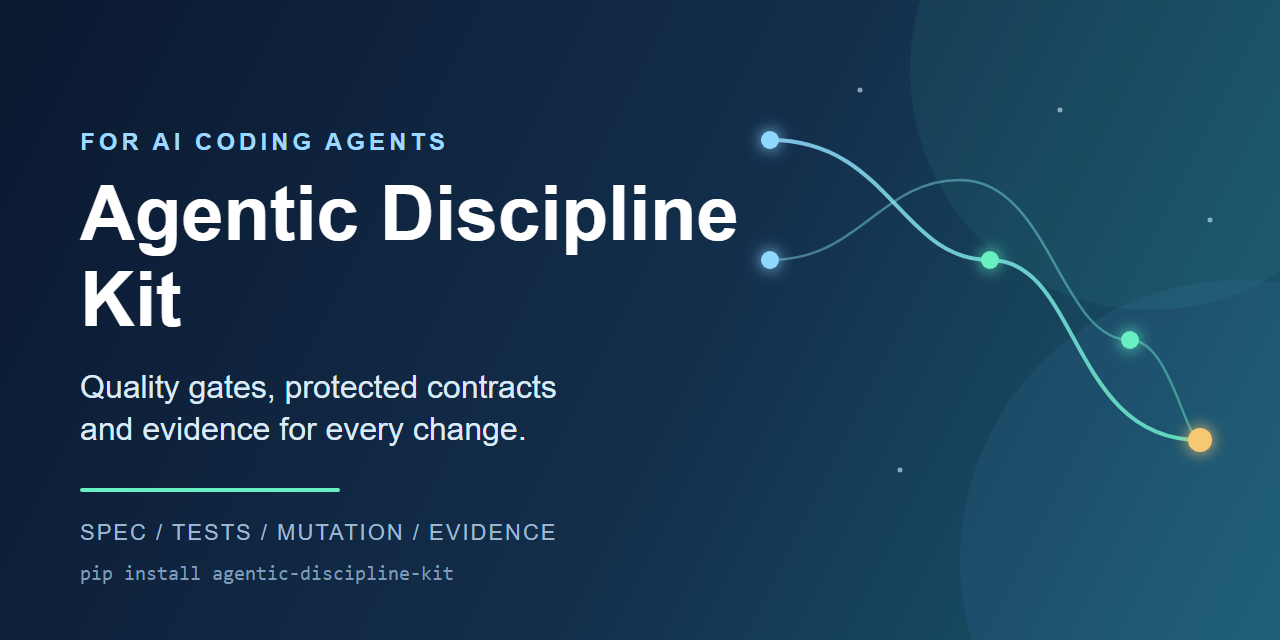 FOR AI CODING AGENTS
Agentic Discipline
Kit
Quality gates, protected contracts
and evidence for every change.
SPEC / TESTS / MUTATION / EVIDENCE
pip install agentic-discipline-kit